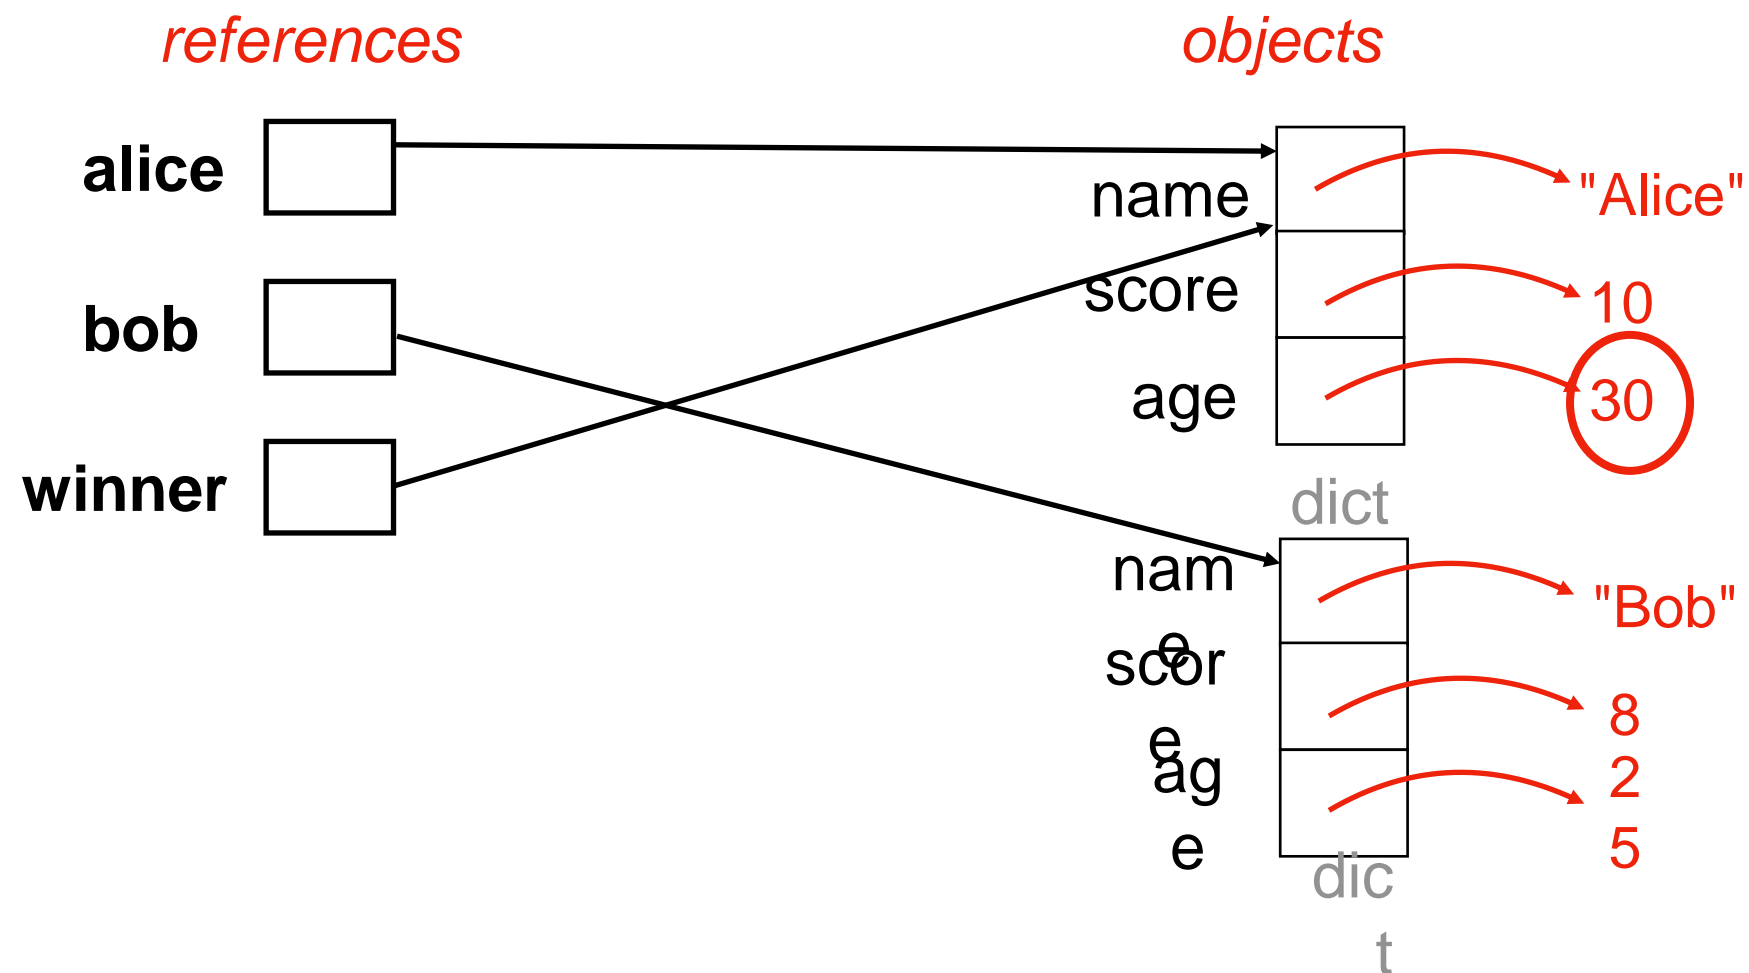 references
objects
alice
name
"Alice"
score
10
bob
age
30
winner
dict
nam
e
"Bob"
scor
e
8
ag
e
2
5
dic
t